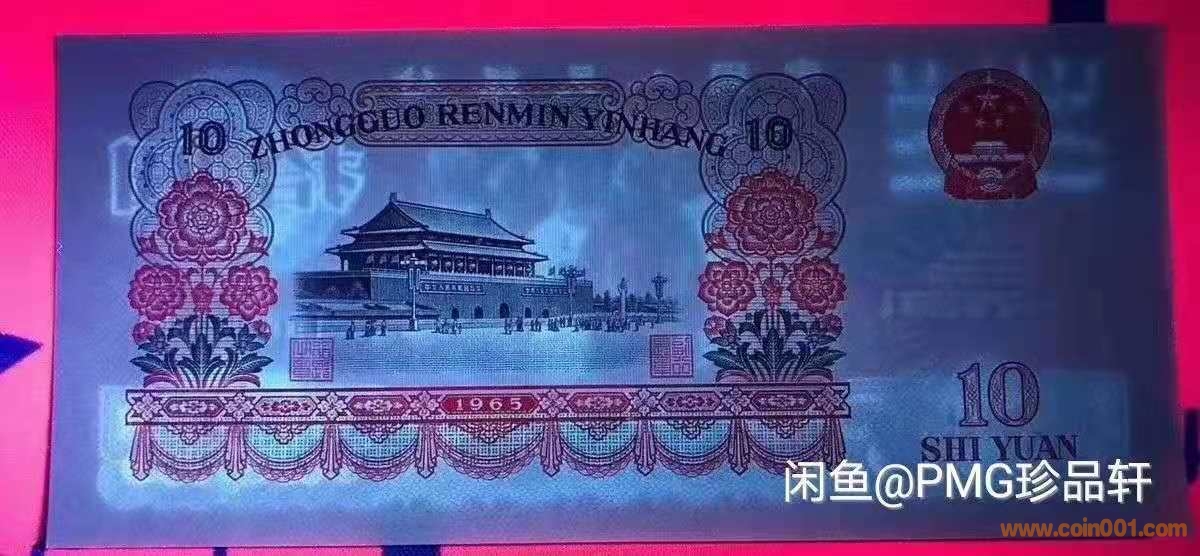 10 ZHONGGUO RENMIN YINHANG 10
1965
10
SHI YUAN
闲鱼@PMG珍品轩
www.coin001.com